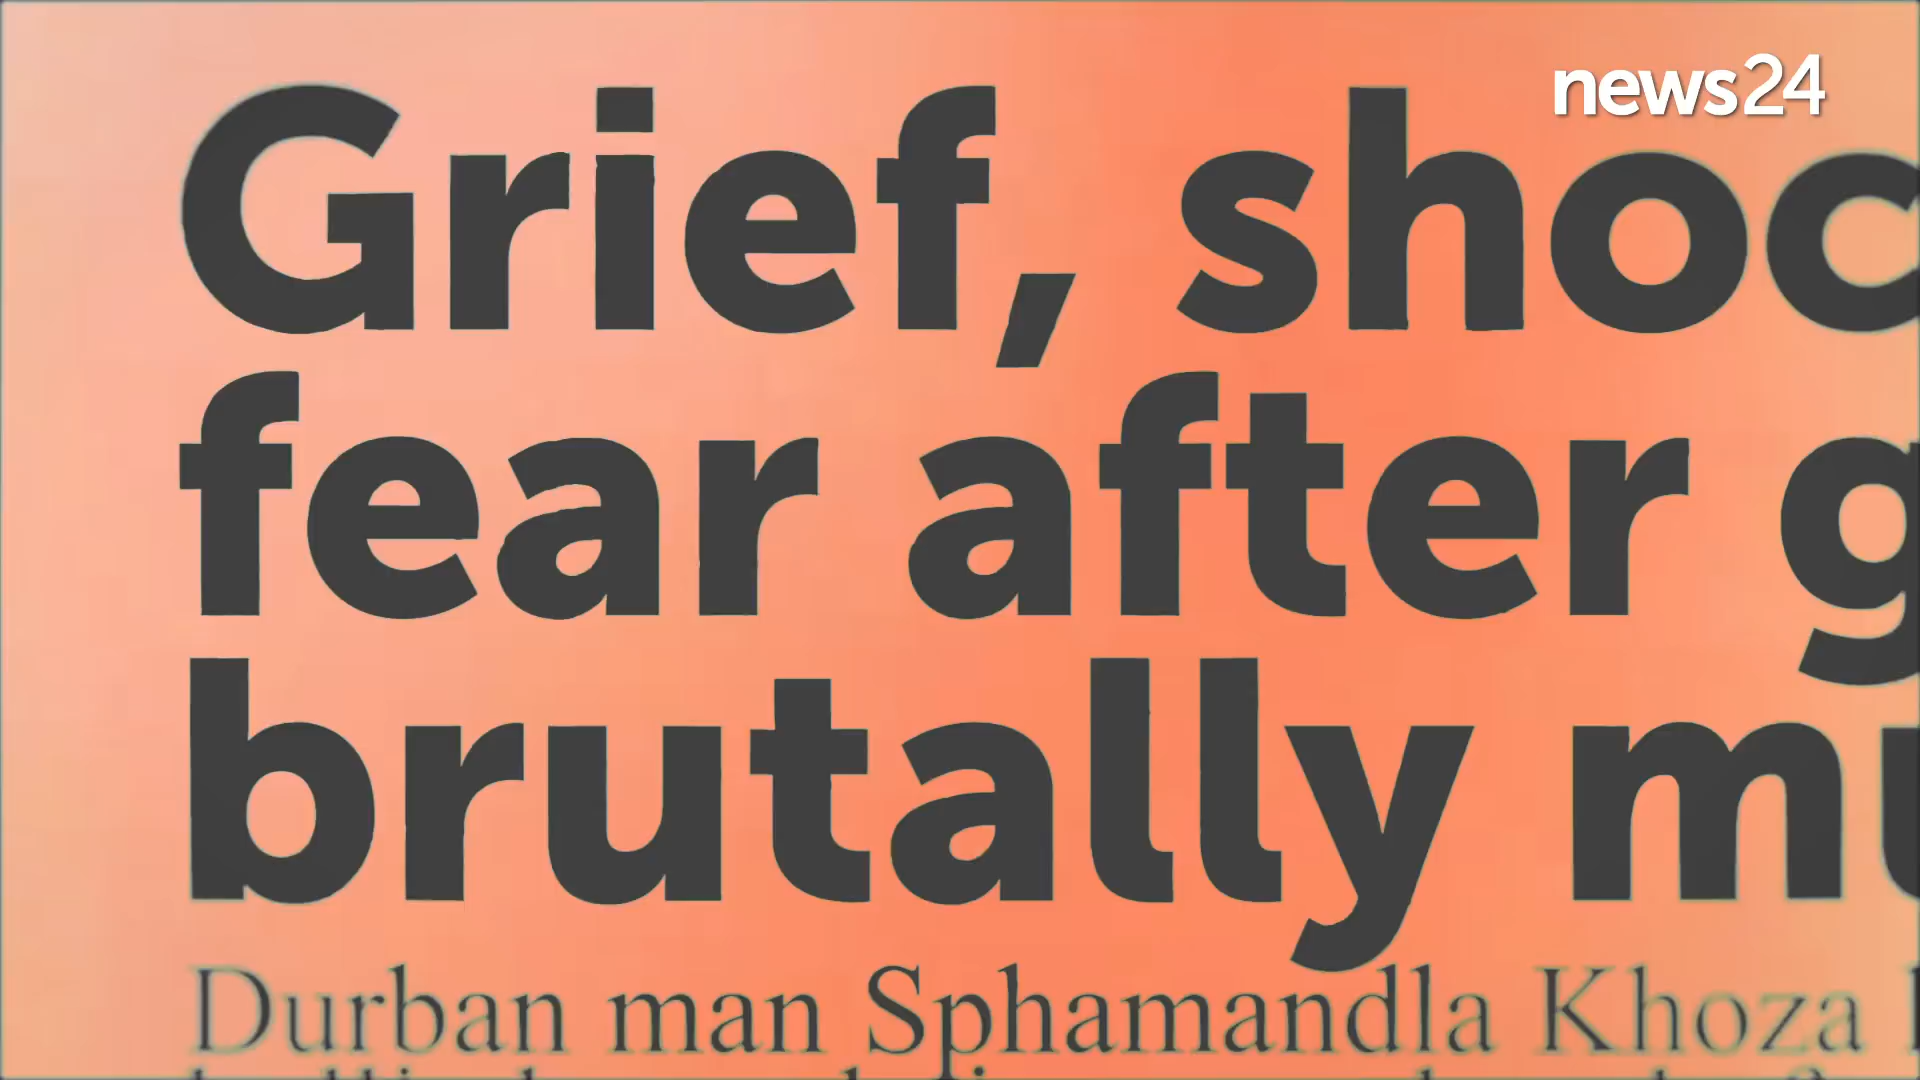 news24
Grief, shoc
fear after g
brutally mu
Durban man Sphamandla Khoza